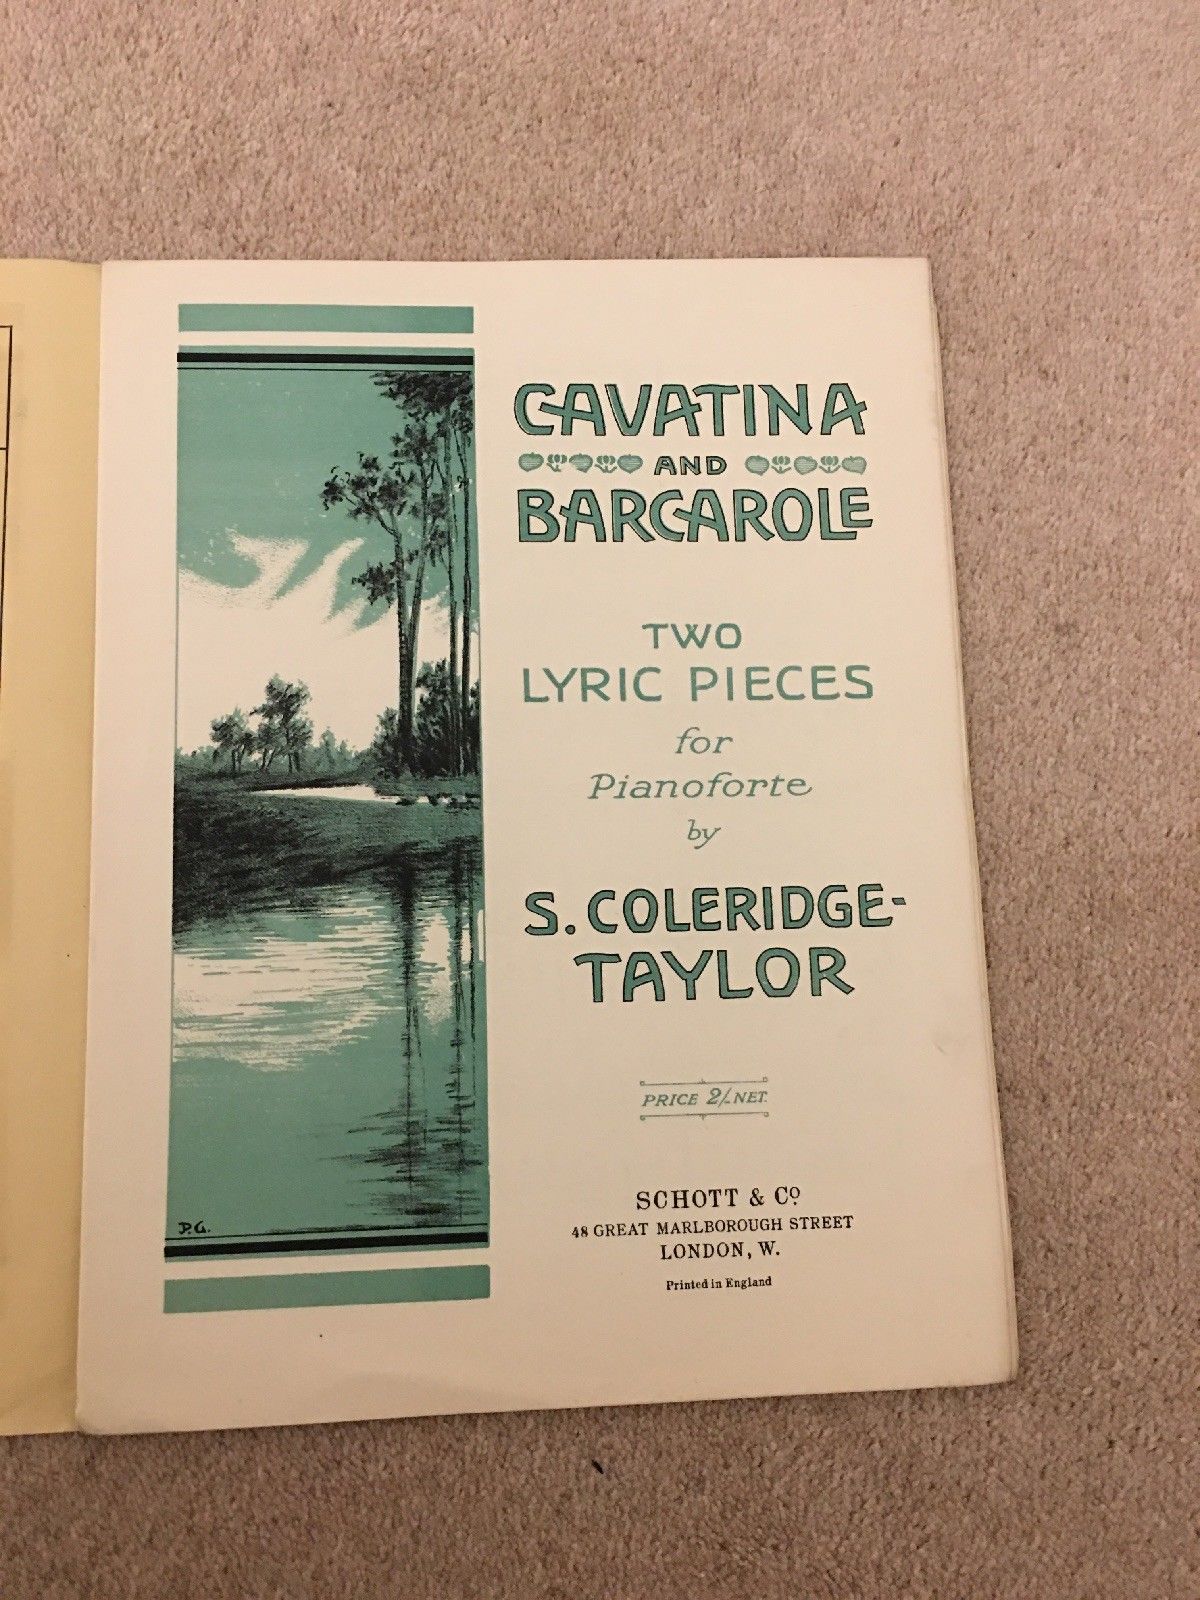 CAVATINA
AND
BARCAROLE
TWO
LYRIC PIECES
for
Pianoforte
by
S. COLERIDGE-
TAYLOR
PRICE 2/- NET.
SCHOTT & Co.
48 GREAT MARLBOROUGH STREET
LONDON, W.
Printed in England
P.G.